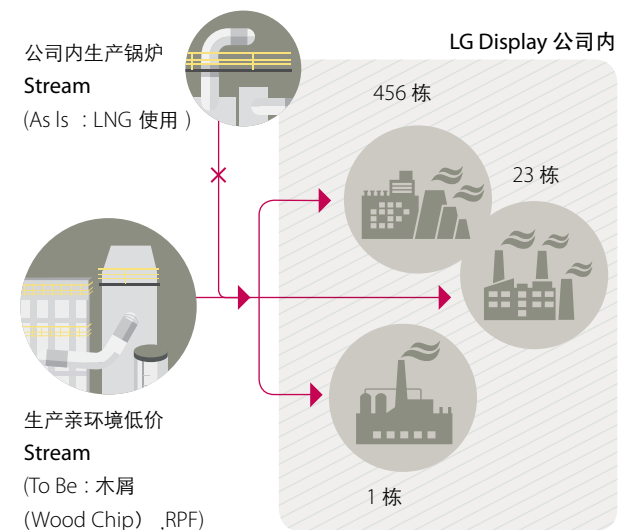 公司内生产锅炉
Stream
(As Is : LNG 使用 )
LG Display 公司内
456 栋
23 栋
1 栋
生产亲环境低价
Stream
(To Be : 木屑
(Wood Chip） ,RPF)